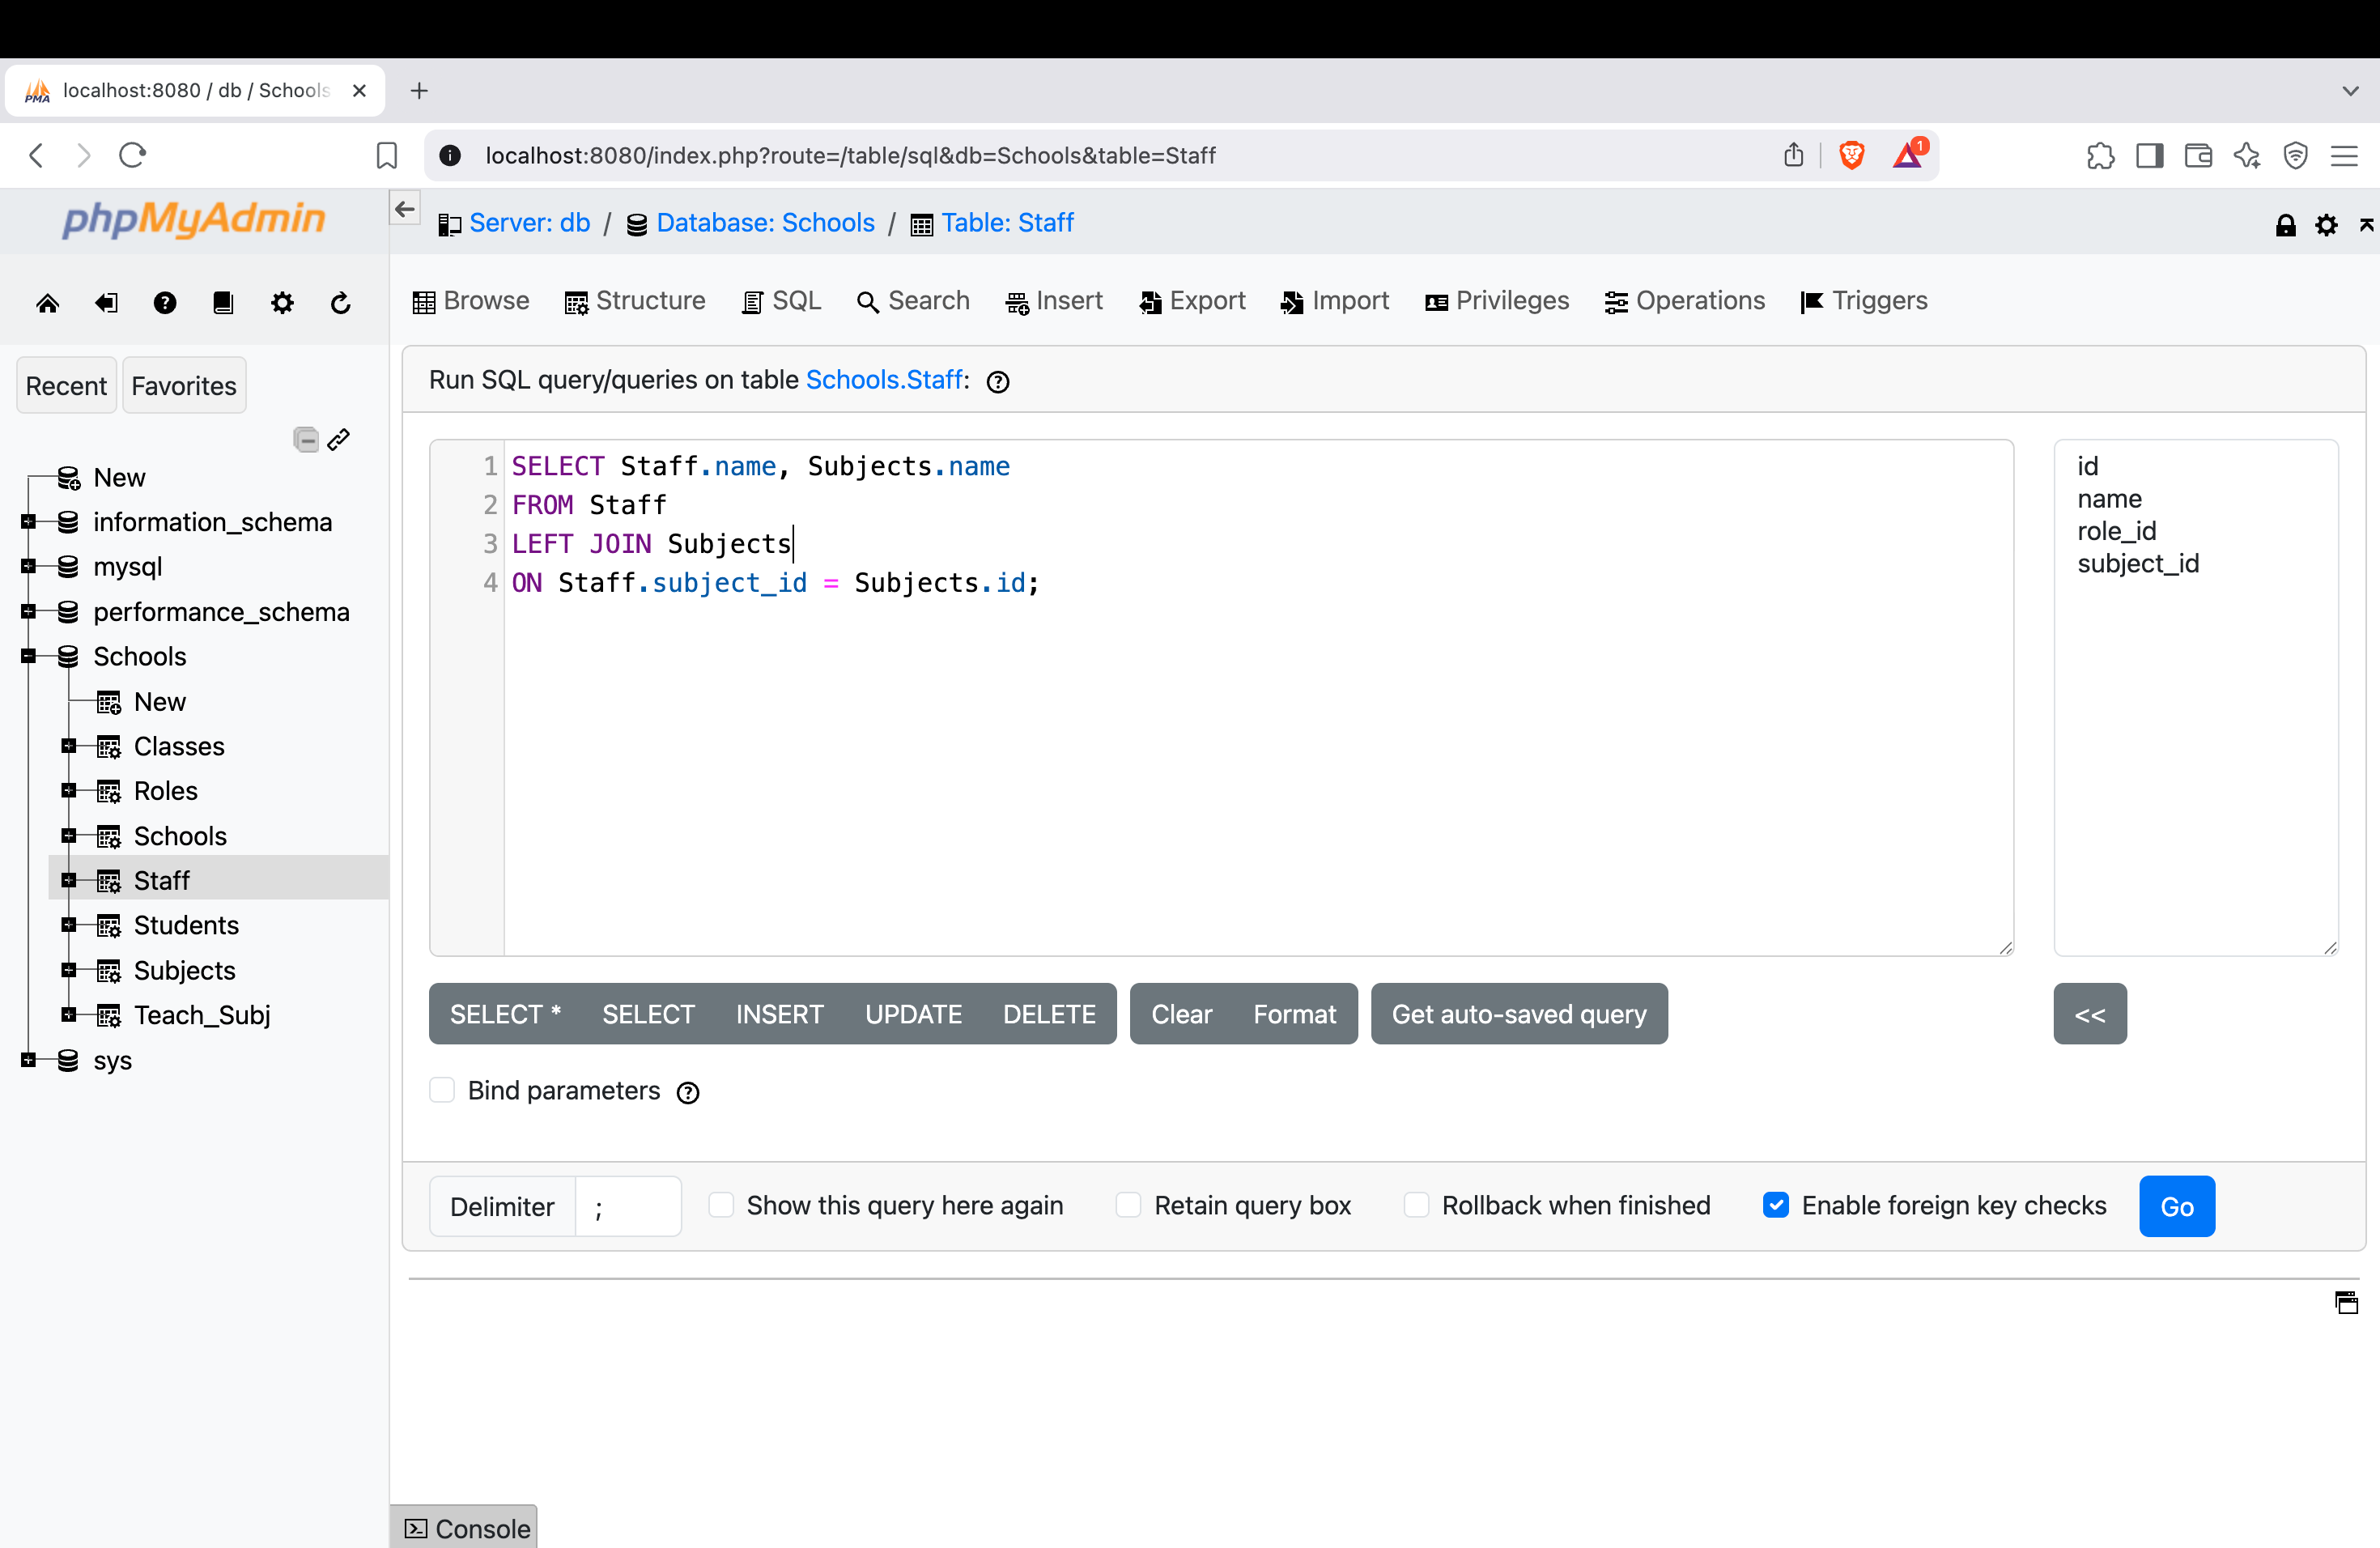 localhost:8080 / db / Schools
localhost:8080/index.php?route=/table/sql&db=Schools&table=Staff
1
PMA
phpMyAdmin
Server: db / Database: Schools / Table: Staff
Browse Structure SQL Search Insert Export Import Privileges Operations Triggers
Recent Favorites
New
information_schema
mysql
performance_schema
Schools
New
Classes
Roles
Schools
Staff
Students
Subjects
Teach_Subj
sys
Run SQL query/queries on table Schools.Staff:
1 SELECT Staff.name, Subjects.name
2 FROM Staff
3 LEFT JOIN Subjects
4 ON Staff.subject_id = Subjects.id;
id
name
role_id
subject_id
SELECT * SELECT INSERT UPDATE DELETE Clear Format Get auto-saved query <<
Bind parameters
Delimiter ; Show this query here again Retain query box Rollback when finished Enable foreign key checks Go
Console